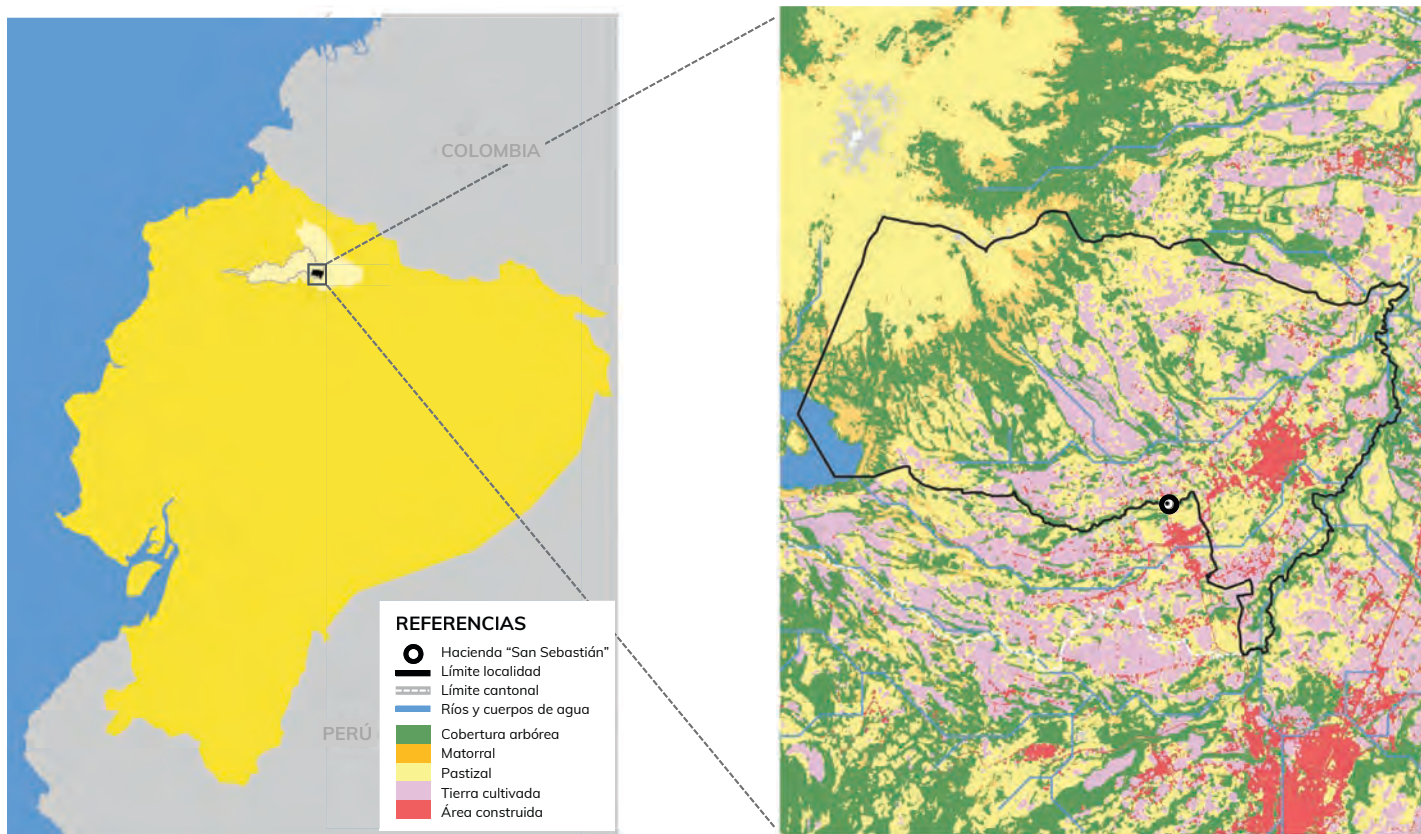 COLOMBIA
PERÚ
REFERENCIAS
Hacienda “San Sebastián”
Límite localidad
Límite cantonal
Ríos y cuerpos de agua
Cobertura arbórea
Matorral
Pastizal
Tierra cultivada
Área construida